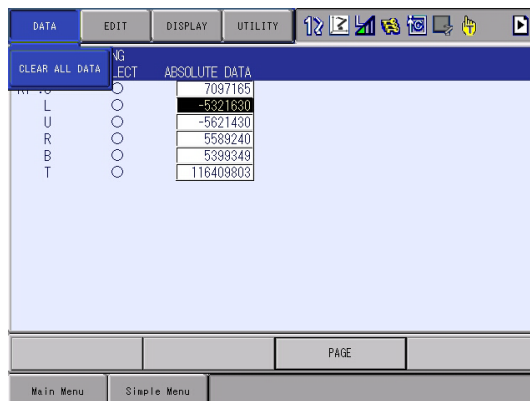 DATA EDIT DISPLAY UTILITY
CLEAR ALL DATA
ABSOLUTE DATA
7097165
L -5321630
U -5621430
R 5589240
B 5399349
T 116409803
PAGE
Main Menu Simple Menu